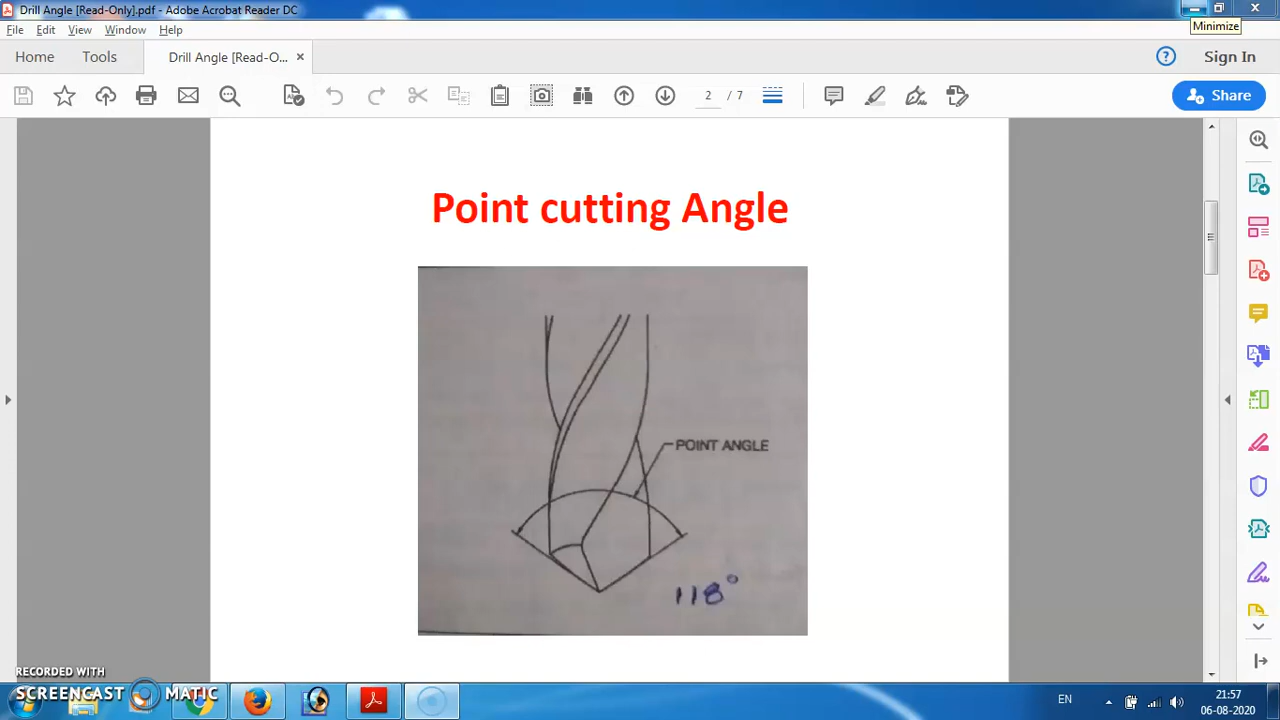 Drill Angle [Read-Only].pdf - Adobe Acrobat Reader DC
File Edit View Window Help
Minimize
Home Tools Drill Angle [Read-O... × ? Sign In
2 / 7 Share
Point cutting Angle
POINT ANGLE
118°
RECORDED WITH
SCREENCAST MATIC
EN
21:57
06-08-2020